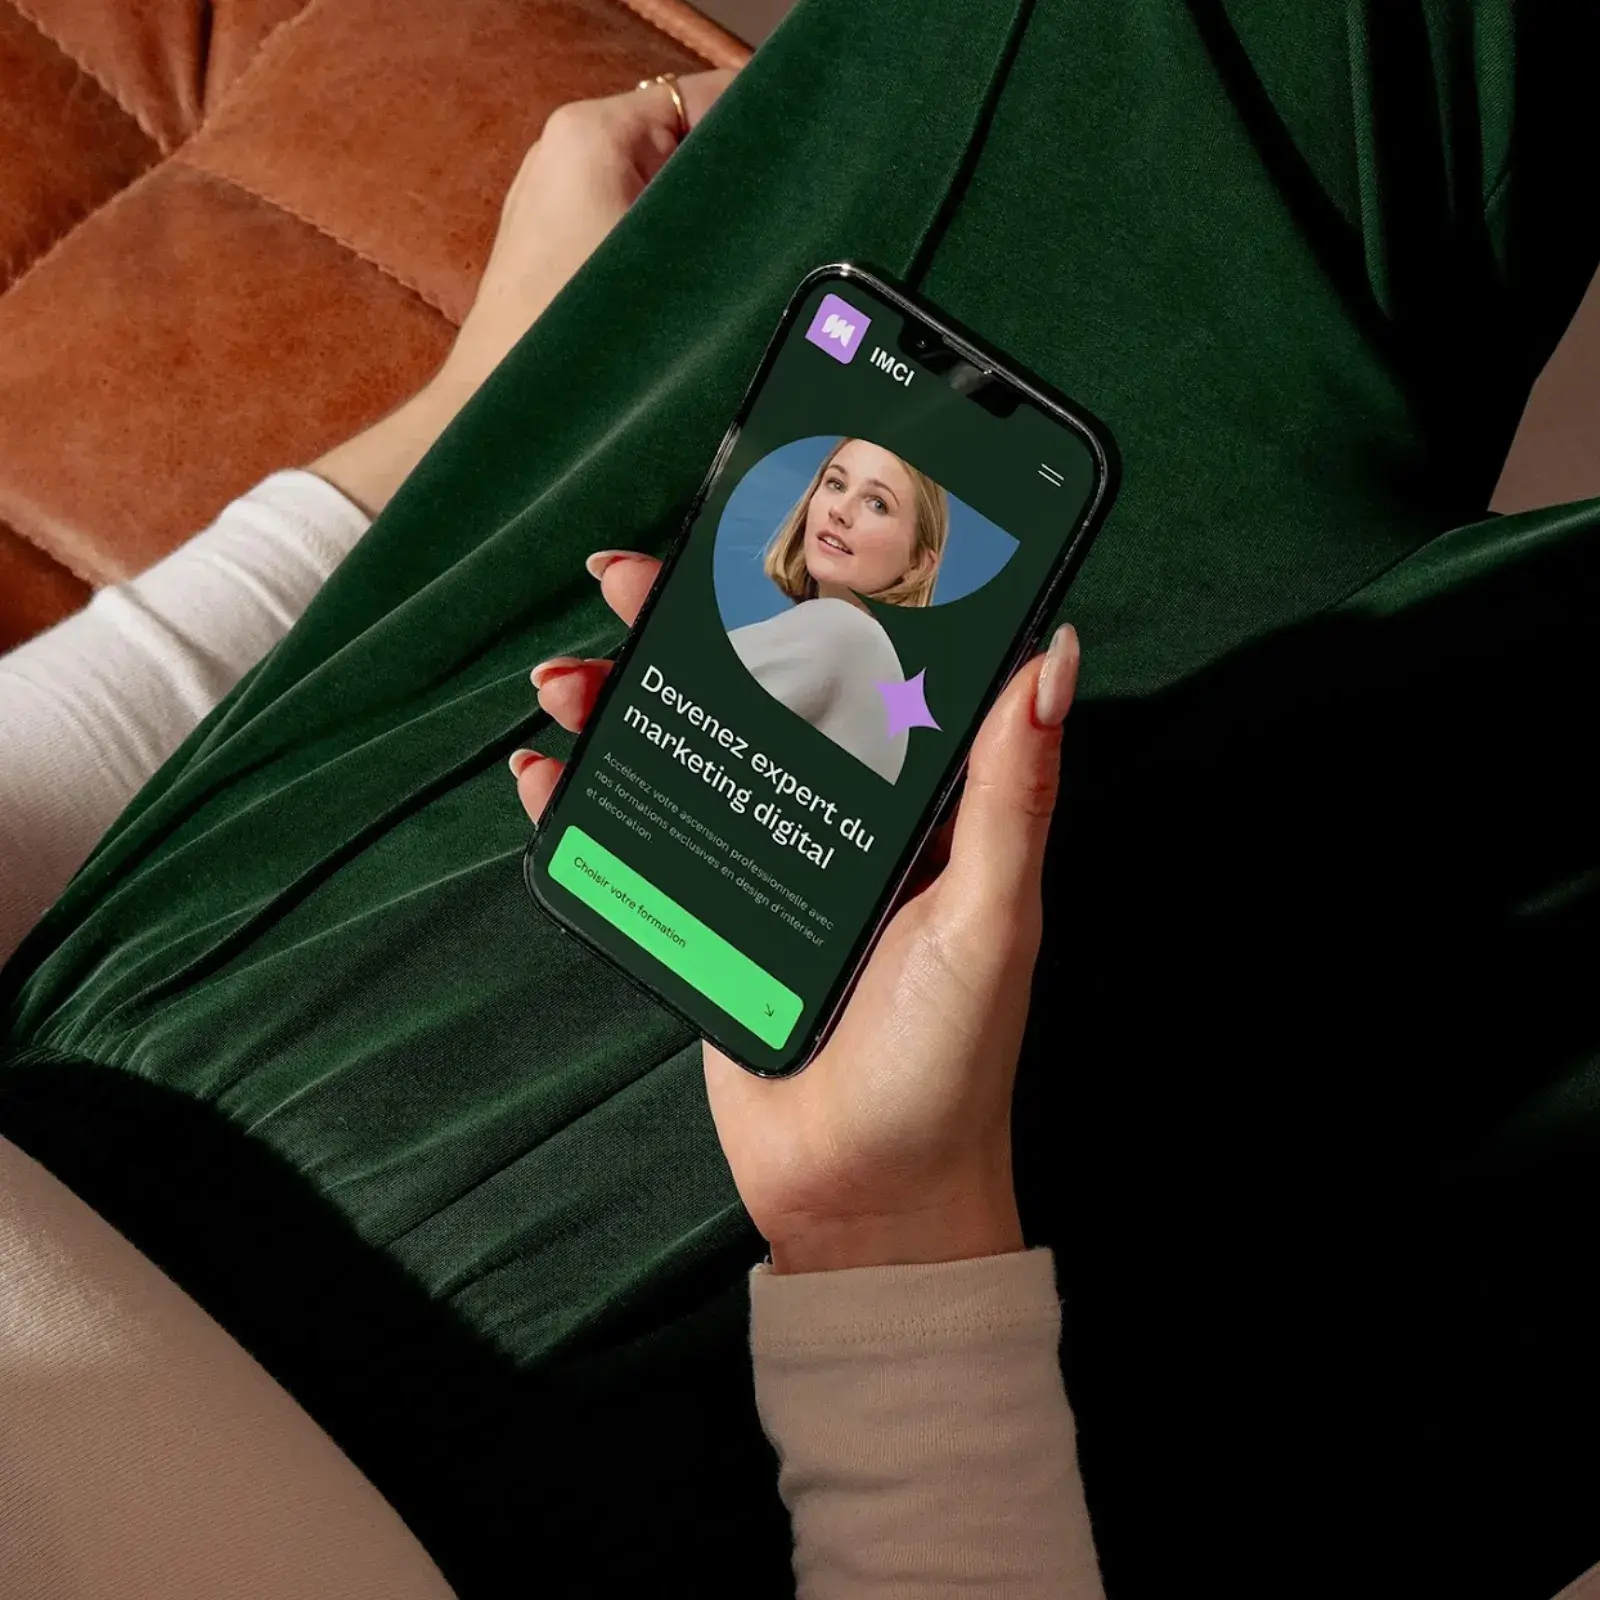 IMCI
Devenez expert du
marketing digital
Accélérez votre ascension professionnelle avec
nos formations exclusives en design d'intérieur
et décoration.
Choisir votre formation